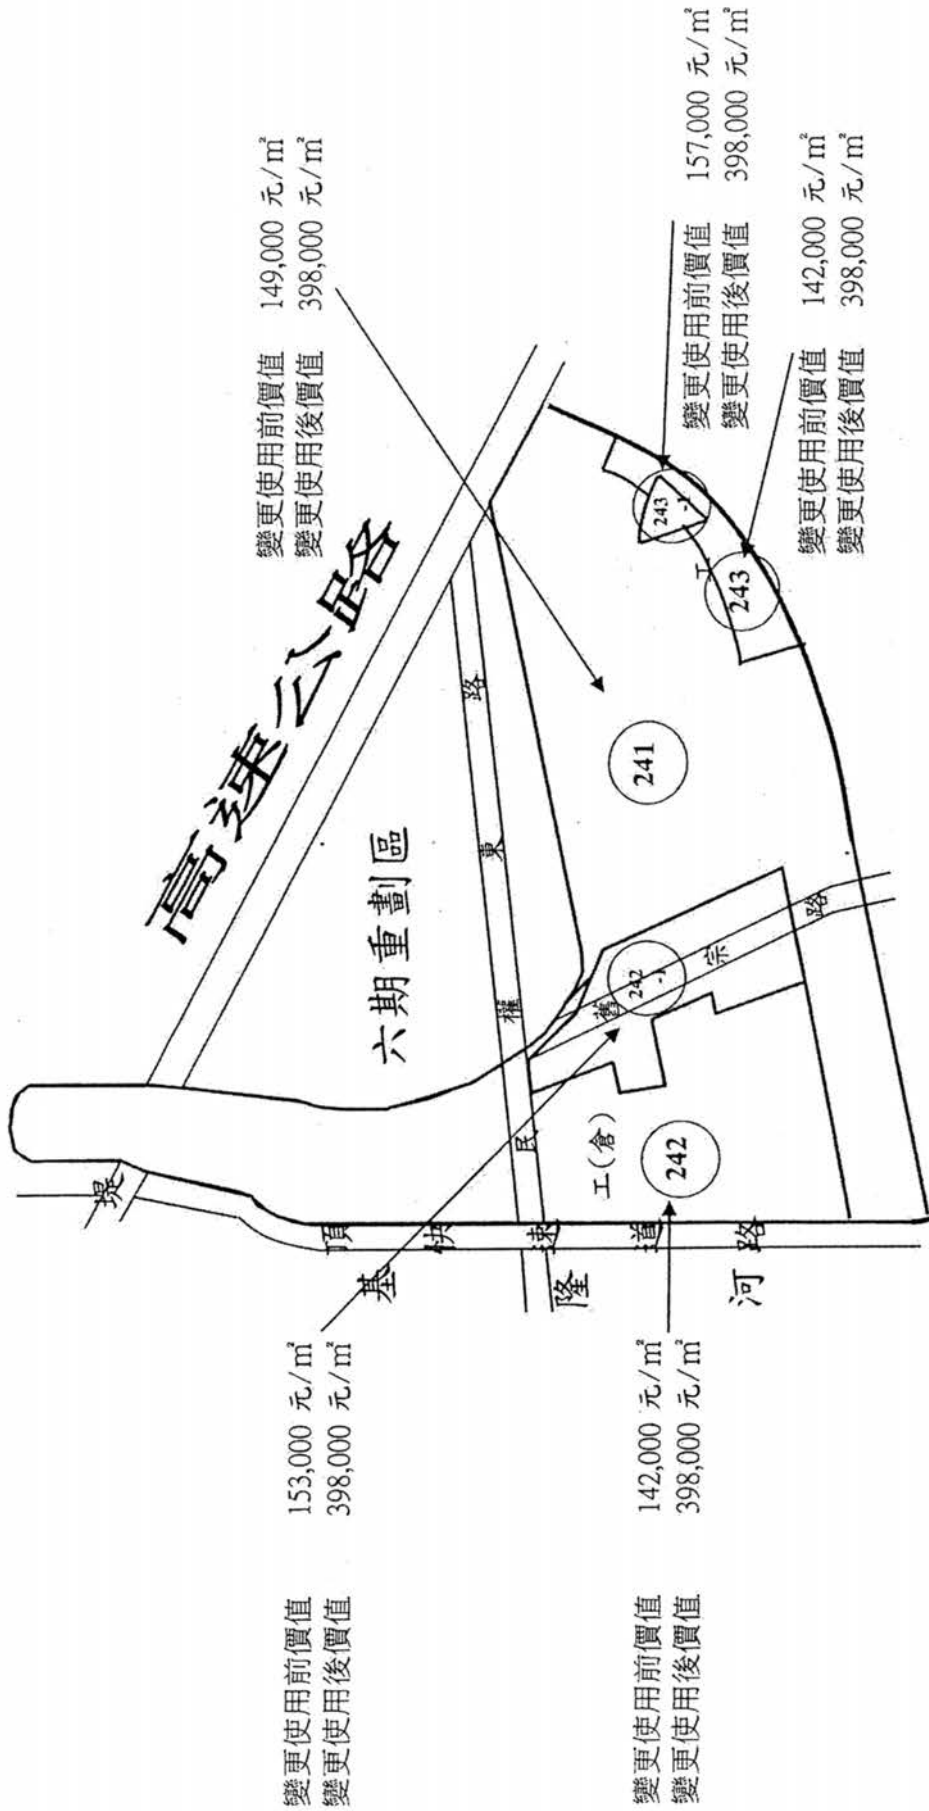 變更使用前價值 149,000 元/㎡
變更使用後價值 398,000 元/㎡
變更使用前價值 157,000 元/㎡
變更使用後價值 398,000 元/㎡
變更使用前價值 142,000 元/㎡
變更使用後價值 398,000 元/㎡
變更使用前價值 153,000 元/㎡
變更使用後價值 398,000 元/㎡
變更使用前價值 142,000 元/㎡
變更使用後價值 398,000 元/㎡
高速公路
六期重劃區
民權東路
舊宗路
堤頂快速道路
基隆河
工(倉)
工
241
242
242
-1
243
243
-1